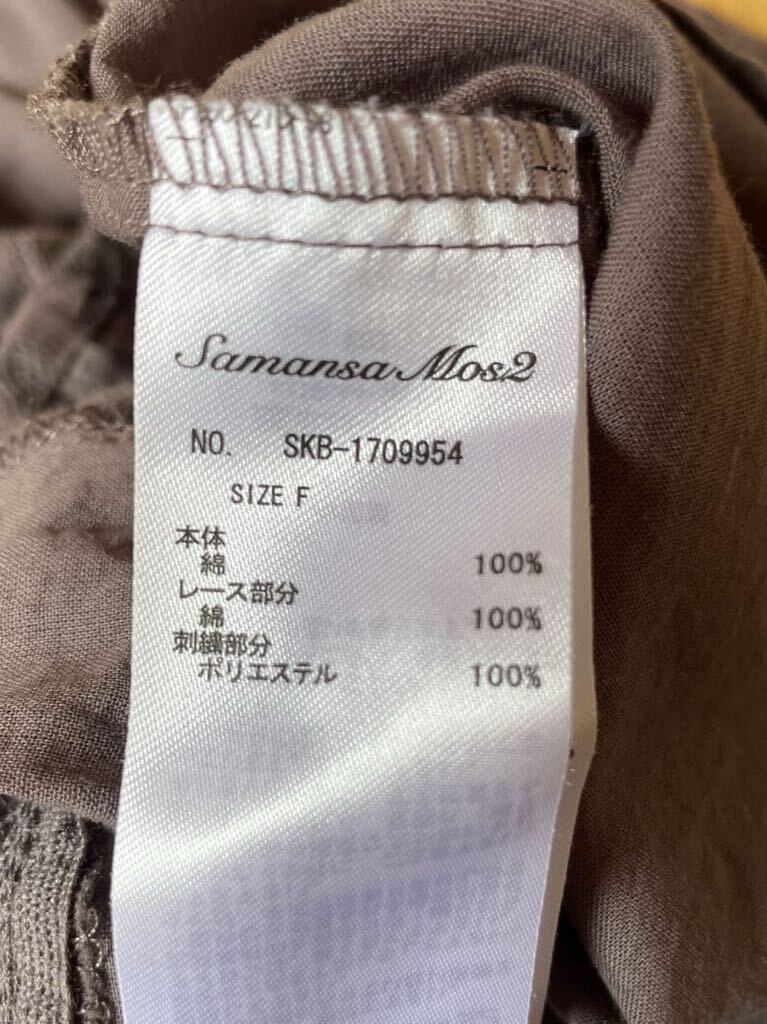 Samansa Mos2
NO. SKB-1709954
SIZE F
本体
綿 100%
レース部分
綿 100%
刺繍部分
ポリエステル 100%